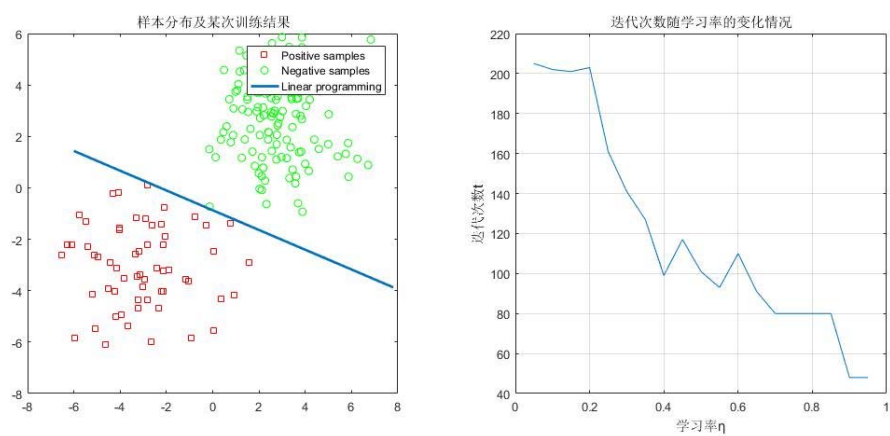 样本分布及某次训练结果
Positive samples
Negative samples
Linear programming
6
4
2
0
-2
-4
-6
-8
-8 -6 -4 -2 0 2 4 6 8
迭代次数随学习率的变化情况
迭代次数t
220
200
180
160
140
120
100
80
60
40
0 0.2 0.4 0.6 0.8 1
学习率η